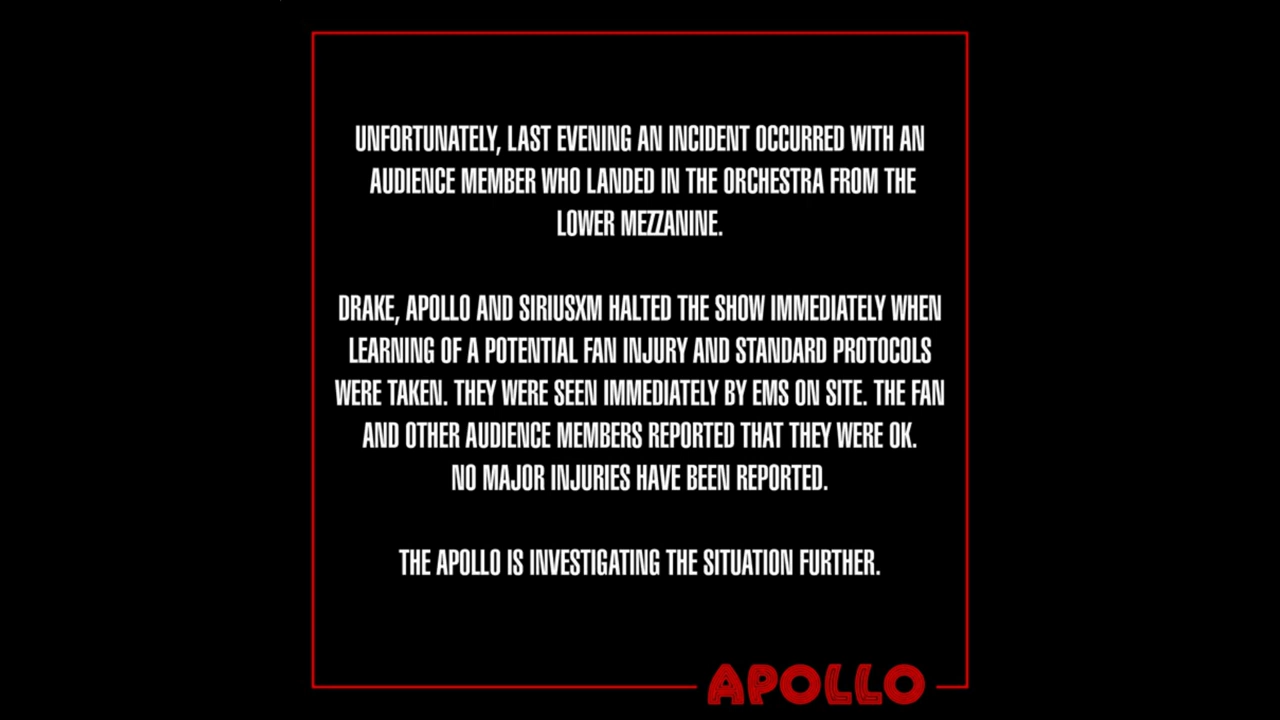 UNFORTUNATELY, LAST EVENING AN INCIDENT OCCURRED WITH AN
AUDIENCE MEMBER WHO LANDED IN THE ORCHESTRA FROM THE
LOWER MEZZANINE.
DRAKE, APOLLO AND SIRIUSXM HALTED THE SHOW IMMEDIATELY WHEN
LEARNING OF A POTENTIAL FAN INJURY AND STANDARD PROTOCOLS
WERE TAKEN. THEY WERE SEEN IMMEDIATELY BY EMS ON SITE. THE FAN
AND OTHER AUDIENCE MEMBERS REPORTED THAT THEY WERE OK.
NO MAJOR INJURIES HAVE BEEN REPORTED.
THE APOLLO IS INVESTIGATING THE SITUATION FURTHER.
APOLLO